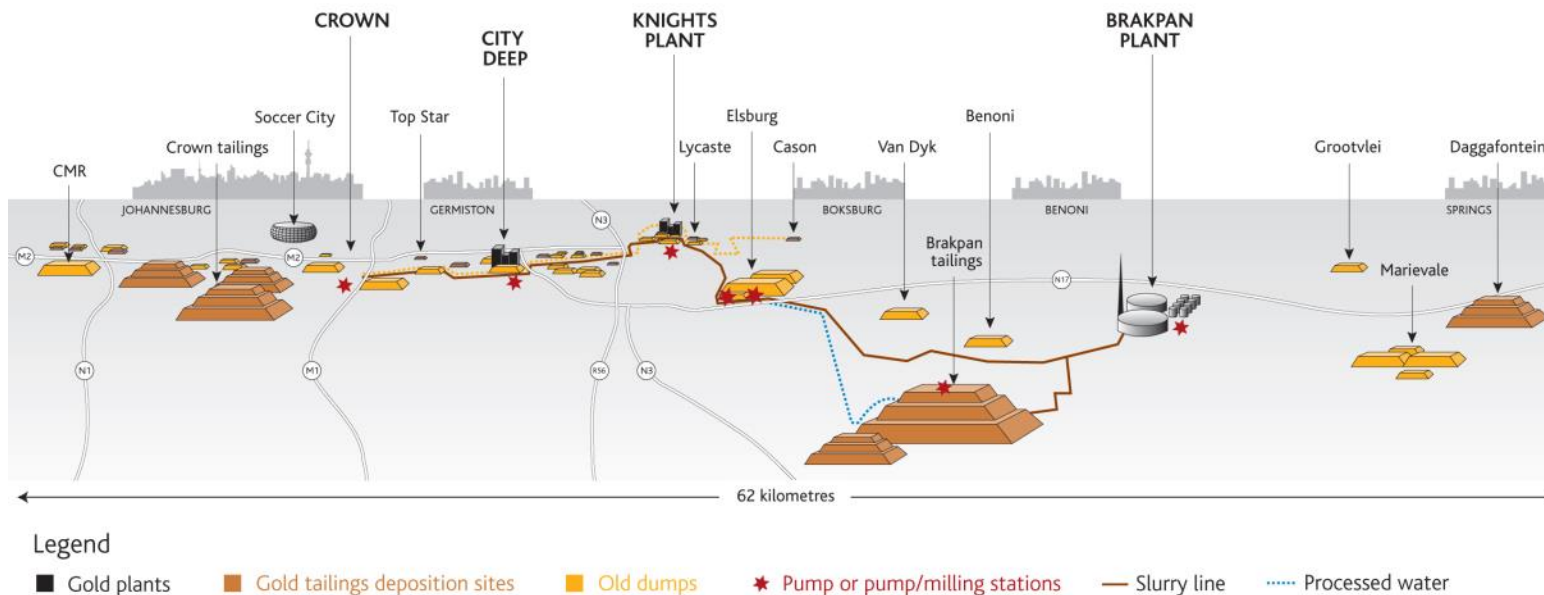 CROWN
CITY
DEEP
KNIGHTS
PLANT
BRAKPAN
PLANT
CMR
Crown tailings
Soccer City
Top Star
Lycaste
Elsburg
Cason
Van Dyk
Benoni
Grootvlei
Daggafontein
JOHANNESBURG
GERMISTON
BOKSBURG
BENONI
SPRINGS
N3
M2
M2
Brakpan
tailings
N17
Marievale
N1
M1
R56
N3
62 kilometres
Legend
Gold plants
Gold tailings deposition sites
Old dumps
Pump or pump/milling stations
Slurry line
Processed water